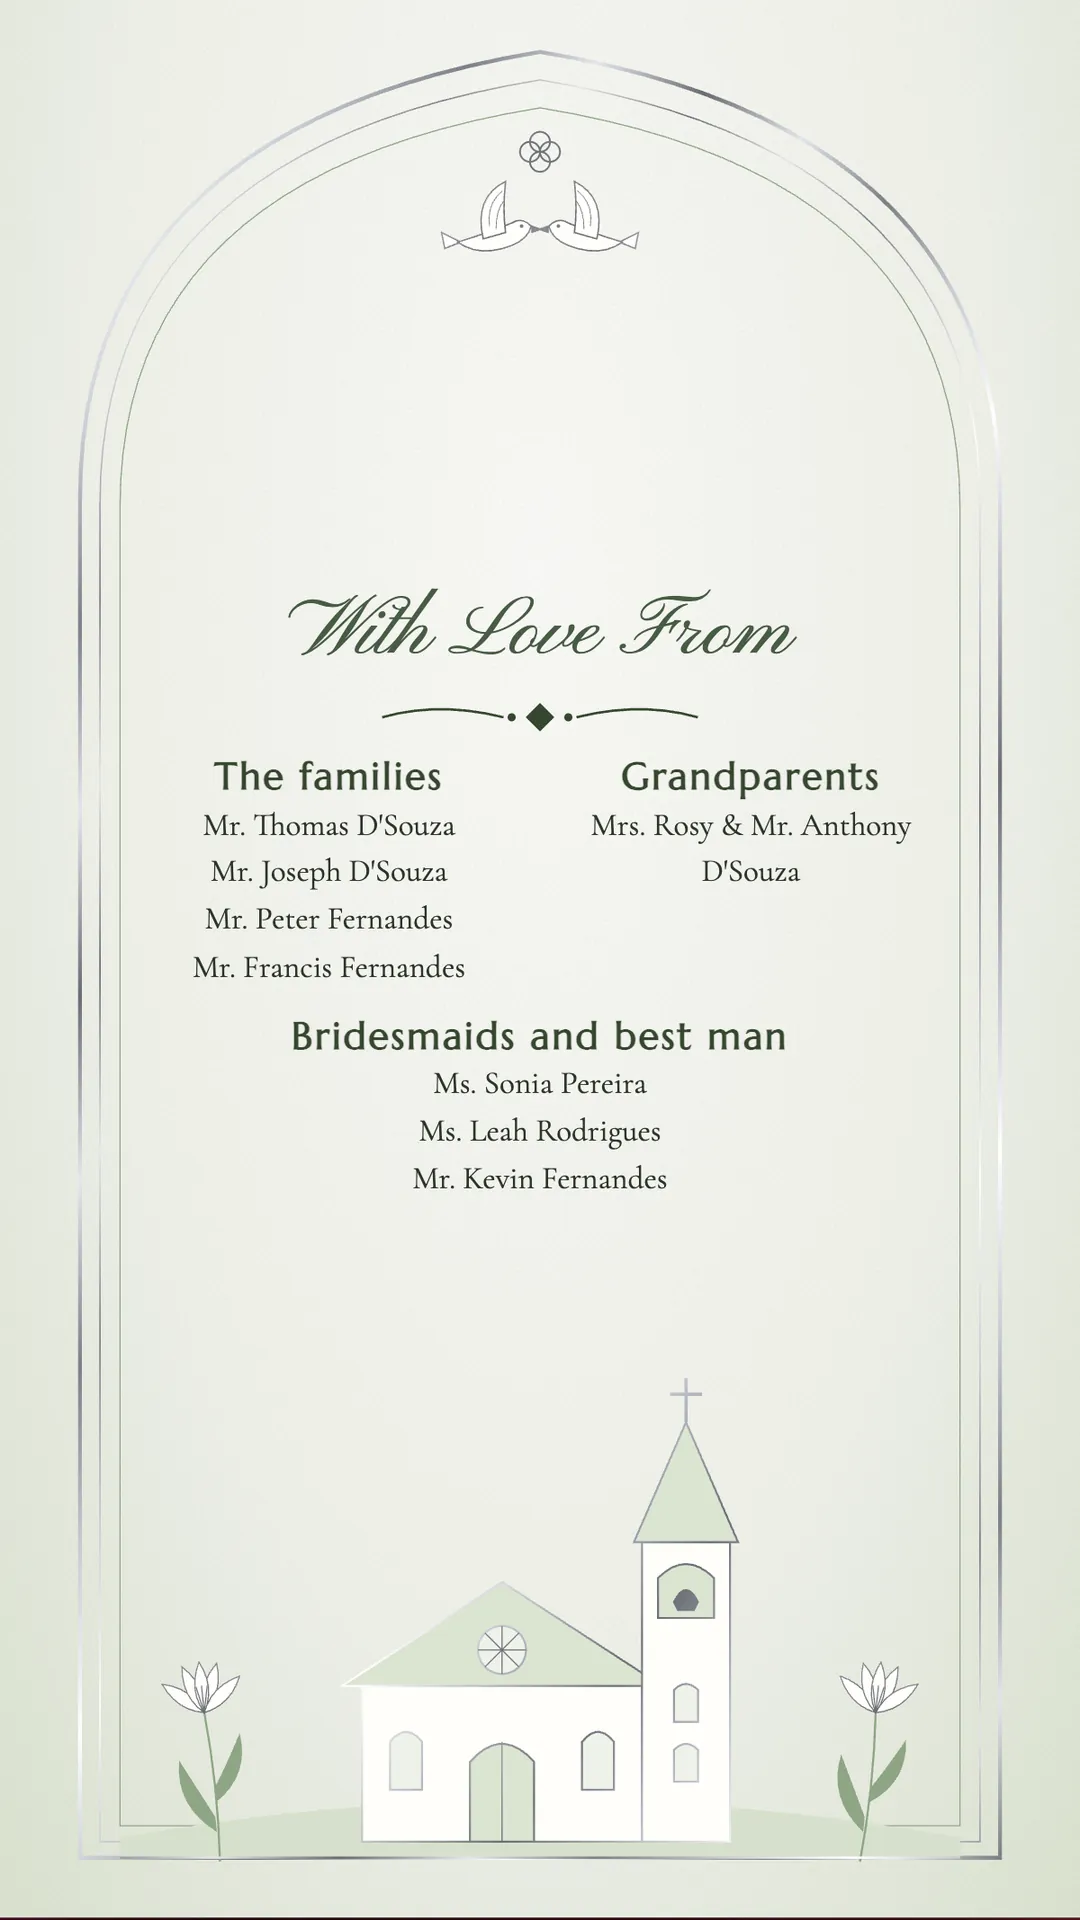 With Love From
The families
Mr. Thomas D'Souza
Mr. Joseph D'Souza
Mr. Peter Fernandes
Mr. Francis Fernandes
Grandparents
Mrs. Rosy & Mr. Anthony
D'Souza
Bridesmaids and best man
Ms. Sonia Pereira
Ms. Leah Rodrigues
Mr. Kevin Fernandes